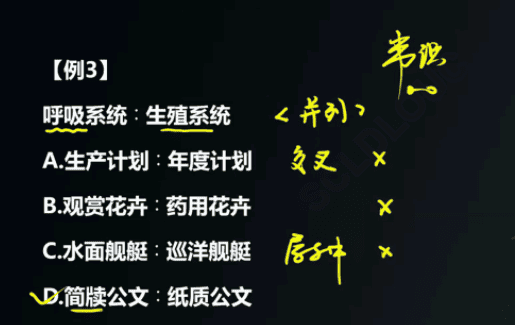 常识
【例3】
呼吸系统：生殖系统 <并列>
A.生产计划：年度计划 交叉 ×
B.观赏花卉：药用花卉 ×
C.水面舰艇：巡洋舰艇 ×
D.简牍公文：纸质公文